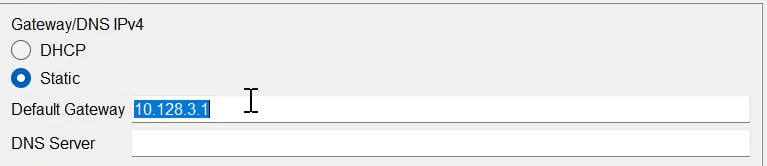 Gateway/DNS IPv4
DHCP
Static
Default Gateway 10.128.3.1
DNS Server